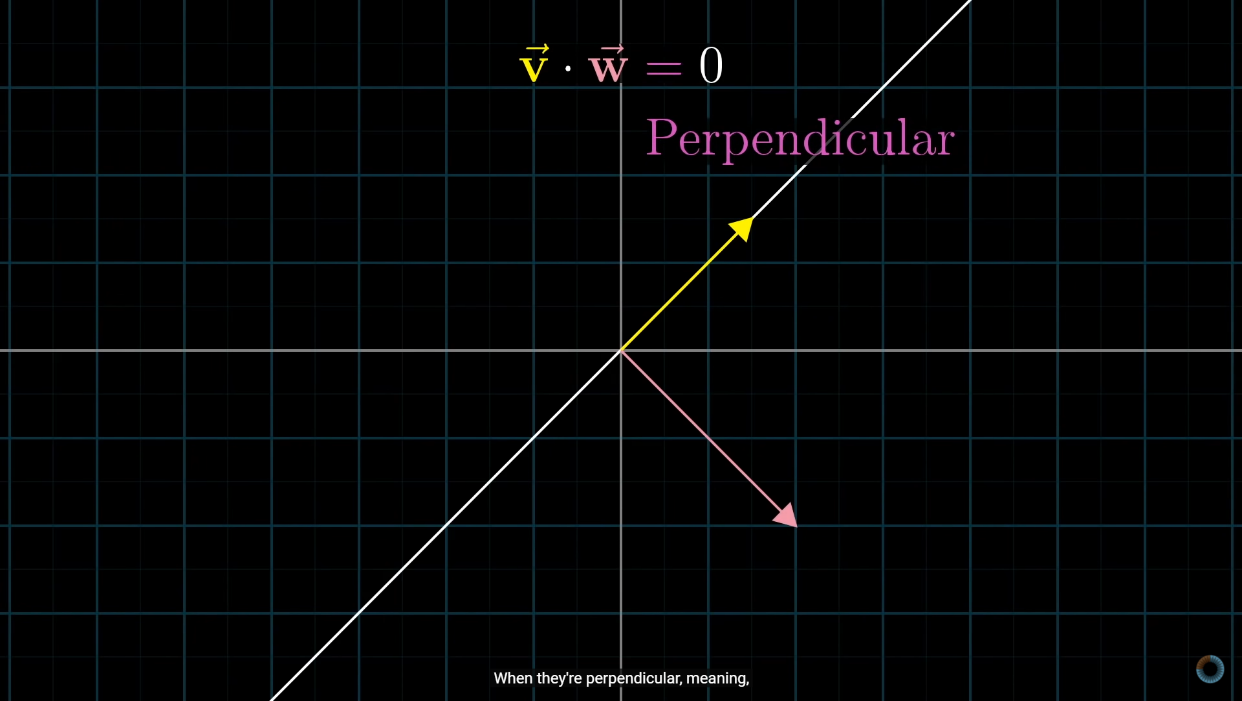 v⃗ · w⃗ = 0
Perpendicular
When they're perpendicular, meaning,